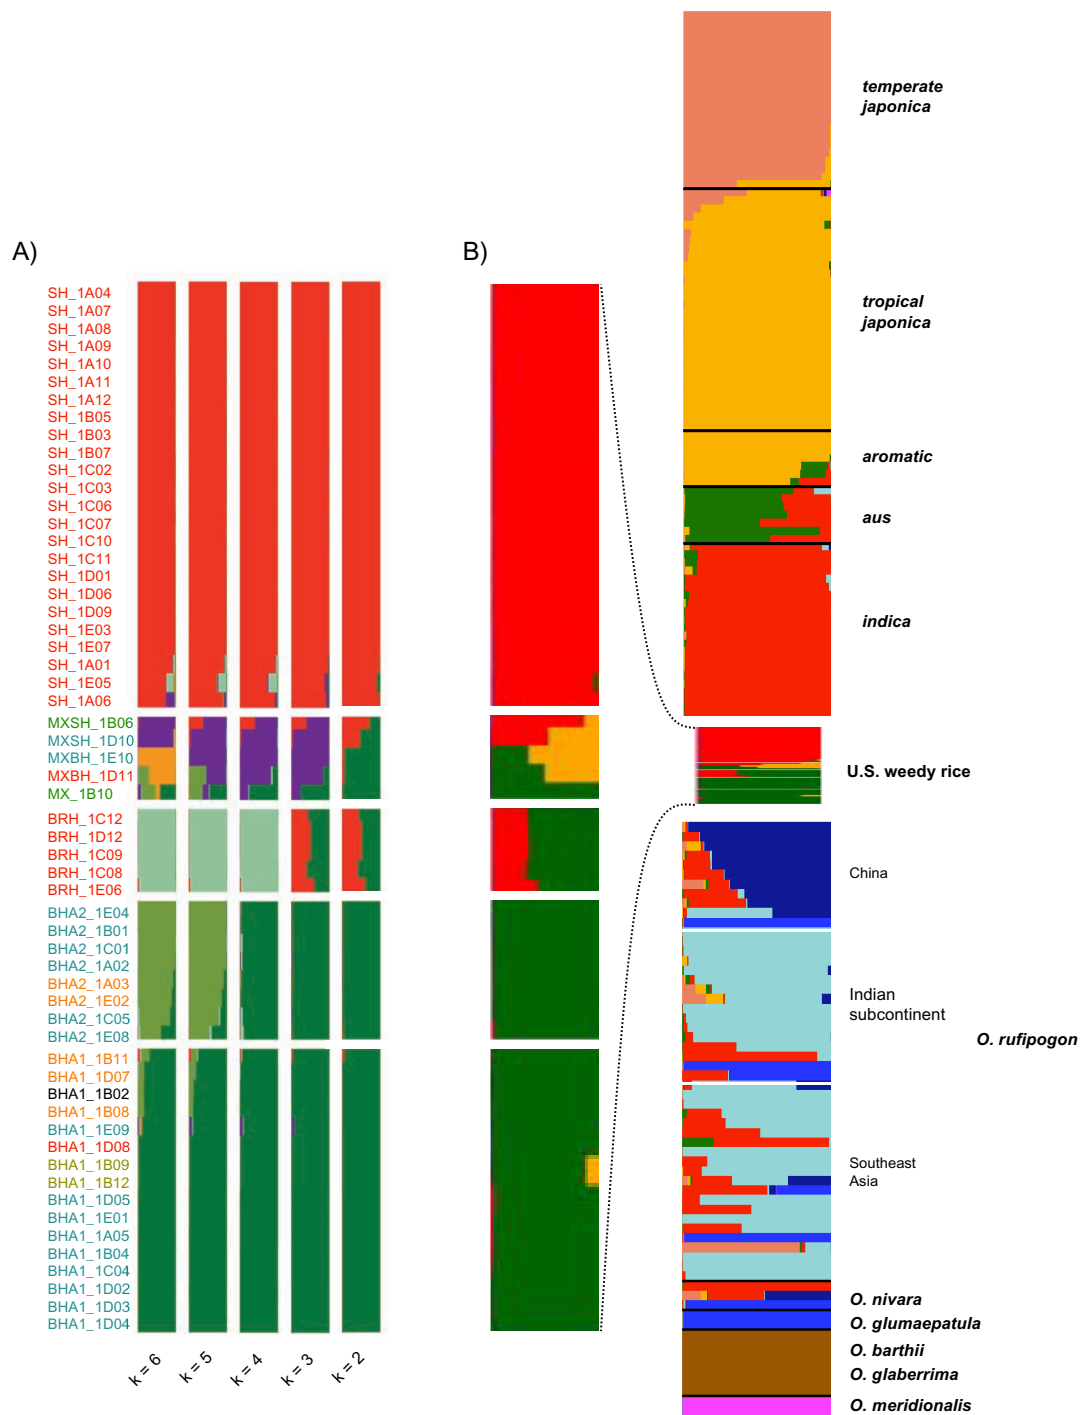 A)
SH_1A04
SH_1A07
SH_1A08
SH_1A09
SH_1A10
SH_1A11
SH_1A12
SH_1B05
SH_1B03
SH_1B07
SH_1C02
SH_1C03
SH_1C06
SH_1C07
SH_1C10
SH_1C11
SH_1D01
SH_1D06
SH_1D09
SH_1E03
SH_1E07
SH_1A01
SH_1E05
SH_1A06
MXSH_1B06
MXSH_1D10
MXBH_1E10
MXBH_1D11
MX_1B10
BRH_1C12
BRH_1D12
BRH_1C09
BRH_1C08
BRH_1E06
BHA2_1E04
BHA2_1B01
BHA2_1C01
BHA2_1A02
BHA2_1A03
BHA2_1E02
BHA2_1C05
BHA2_1E08
BHA1_1B11
BHA1_1D07
BHA1_1B02
BHA1_1B08
BHA1_1E09
BHA1_1D08
BHA1_1B09
BHA1_1B12
BHA1_1D05
BHA1_1E01
BHA1_1A05
BHA1_1B04
BHA1_1C04
BHA1_1D02
BHA1_1D03
BHA1_1D04
k = 6
k = 5
k = 4
k = 3
k = 2
B)
temperate
japonica
tropical
japonica
aromatic
aus
indica
U.S. weedy rice
China
Indian
subcontinent
O. rufipogon
Southeast
Asia
O. nivara
O. glumaepatula
O. barthii
O. glaberrima
O. meridionalis